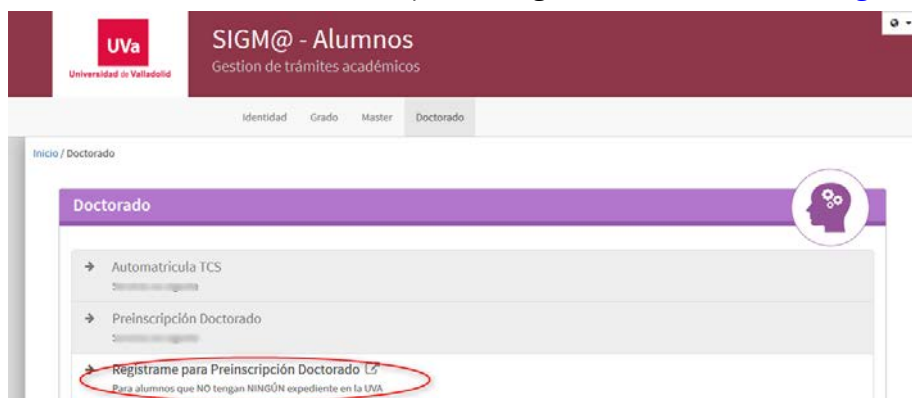 UVa
Universidad de Valladolid
SIGM@ - Alumnos
Gestion de trámites académicos
Identidad Grado Master Doctorado
Inicio / Doctorado
Doctorado
Automatricula TCS
Preinscripción Doctorado
Registrame para Preinscripción Doctorado
Para alumnos que NO tengan NINGÚN expediente en la UVA